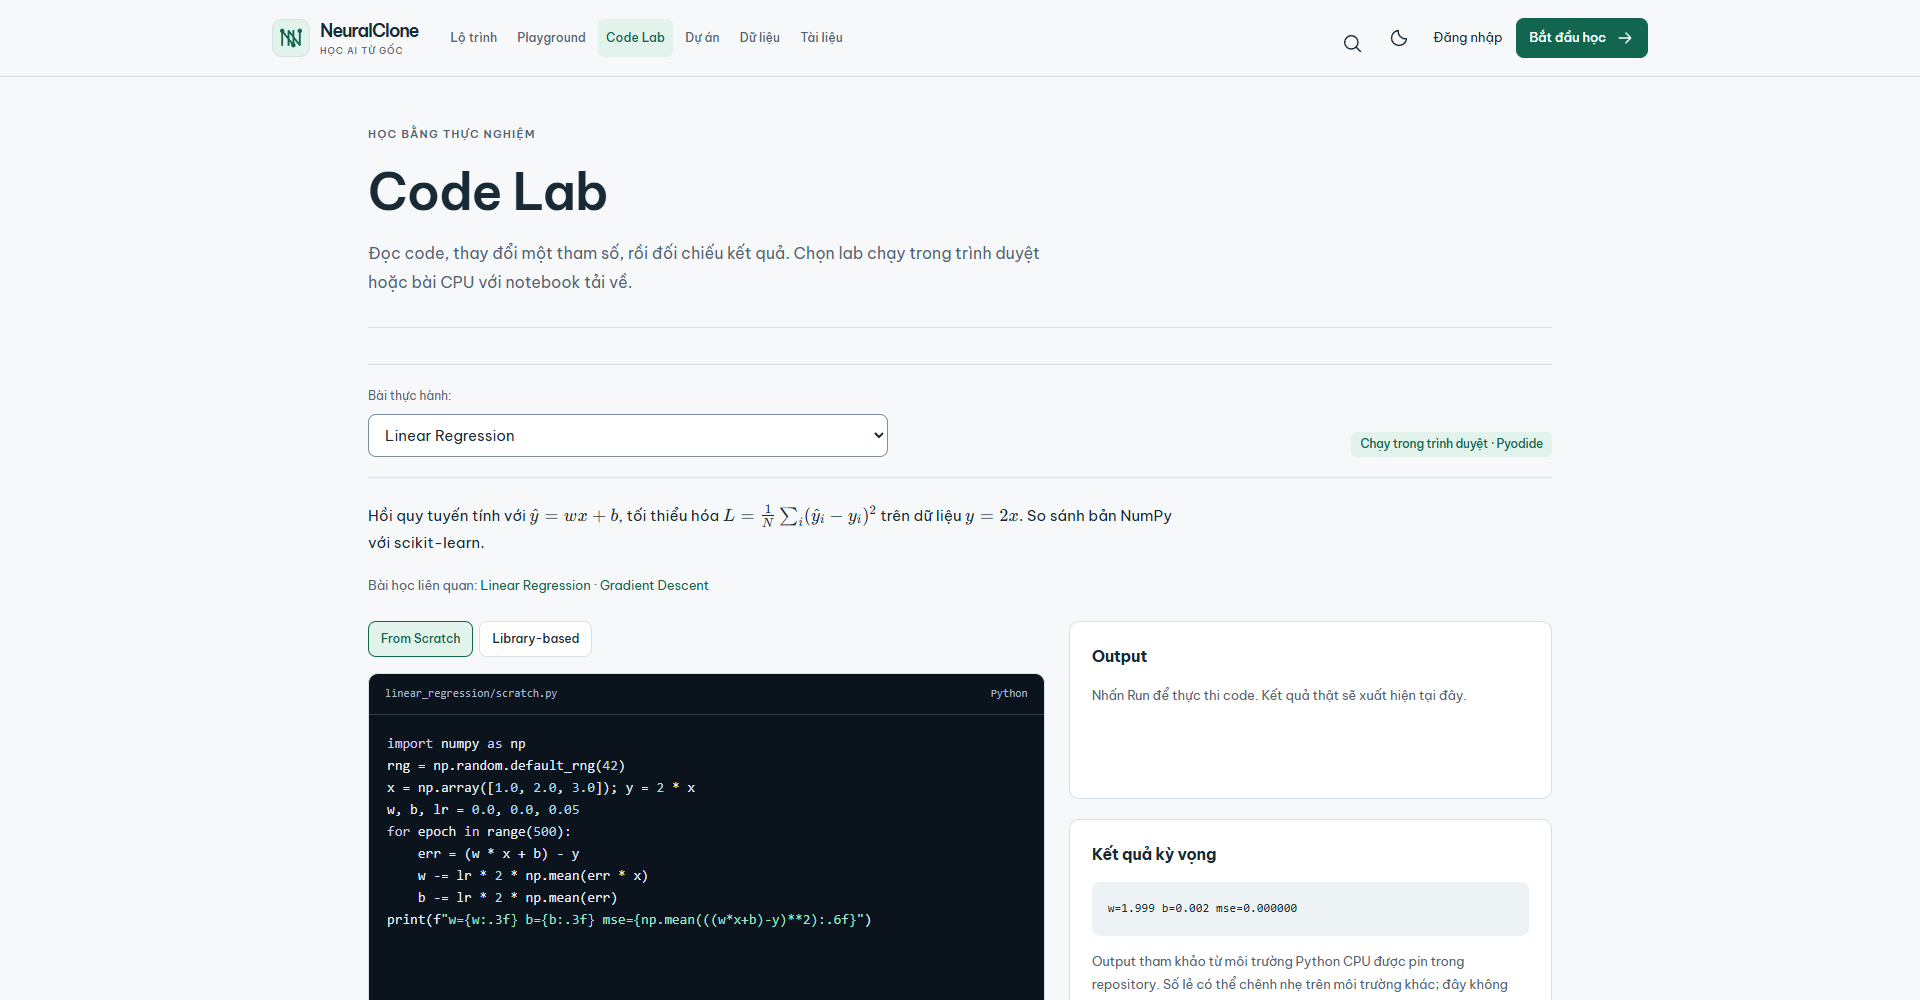 NeuralClone
HỌC AI TỪ GỐC
Lộ trình
Playground
Code Lab
Dự án
Dữ liệu
Tài liệu
Đăng nhập
Bắt đầu học
HỌC BẰNG THỰC NGHIỆM
Code Lab
Đọc code, thay đổi một tham số, rồi đối chiếu kết quả. Chọn lab chạy trong trình duyệt
hoặc bài CPU với notebook tải về.
Bài thực hành:
Linear Regression
Chạy trong trình duyệt · Pyodide
Hồi quy tuyến tính với ŷ = wx + b, tối thiểu hóa L = 1/N ∑ᵢ(ŷᵢ − yᵢ)² trên dữ liệu y = 2x. So sánh bản NumPy
với scikit-learn.
Bài học liên quan: Linear Regression · Gradient Descent
From Scratch
Library-based
linear_regression/scratch.py
Python
import numpy as np
rng = np.random.default_rng(42)
x = np.array([1.0, 2.0, 3.0]); y = 2 * x
w, b, lr = 0.0, 0.0, 0.05
for epoch in range(500):
    err = (w * x + b) - y
    w -= lr * 2 * np.mean(err * x)
    b -= lr * 2 * np.mean(err)
print(f"w={w:.3f} b={b:.3f} mse={np.mean(((w*x+b)-y)**2):.6f}")
Output
Nhấn Run để thực thi code. Kết quả thật sẽ xuất hiện tại đây.
Kết quả kỳ vọng
w=1.999 b=0.002 mse=0.000000
Output tham khảo từ môi trường Python CPU được pin trong
repository. Số lẻ có thể chênh nhẹ trên môi trường khác; đây không